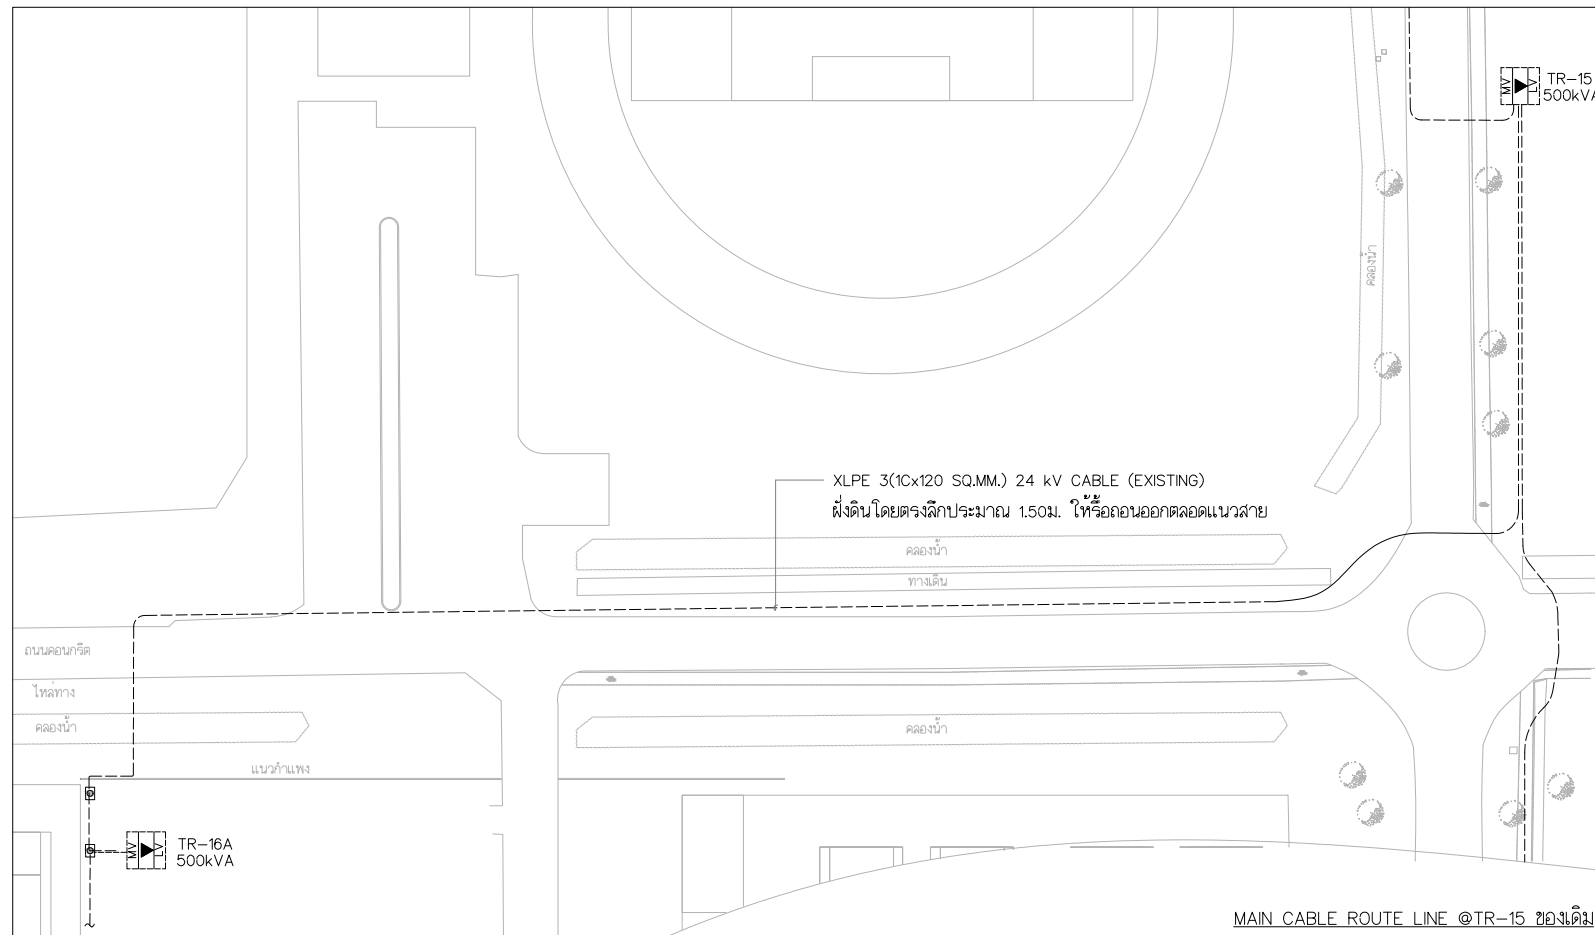 MV
LV
TR-15
500kVA
คลองน้ำ
XLPE 3(1Cx120 SQ.MM.) 24 kV CABLE (EXISTING)
ฝังดินโดยตรงลึกประมาณ 1.50ม. ให้รื้อถอนออกตลอดแนวสาย
คลองน้ำ
ทางเดิน
ถนนคอนกรีต
ไหล่ทาง
คลองน้ำ
คลองน้ำ
แนวกำแพง
MV
LV
TR-16A
500kVA
MAIN CABLE ROUTE LINE @TR-15 ของเดิม